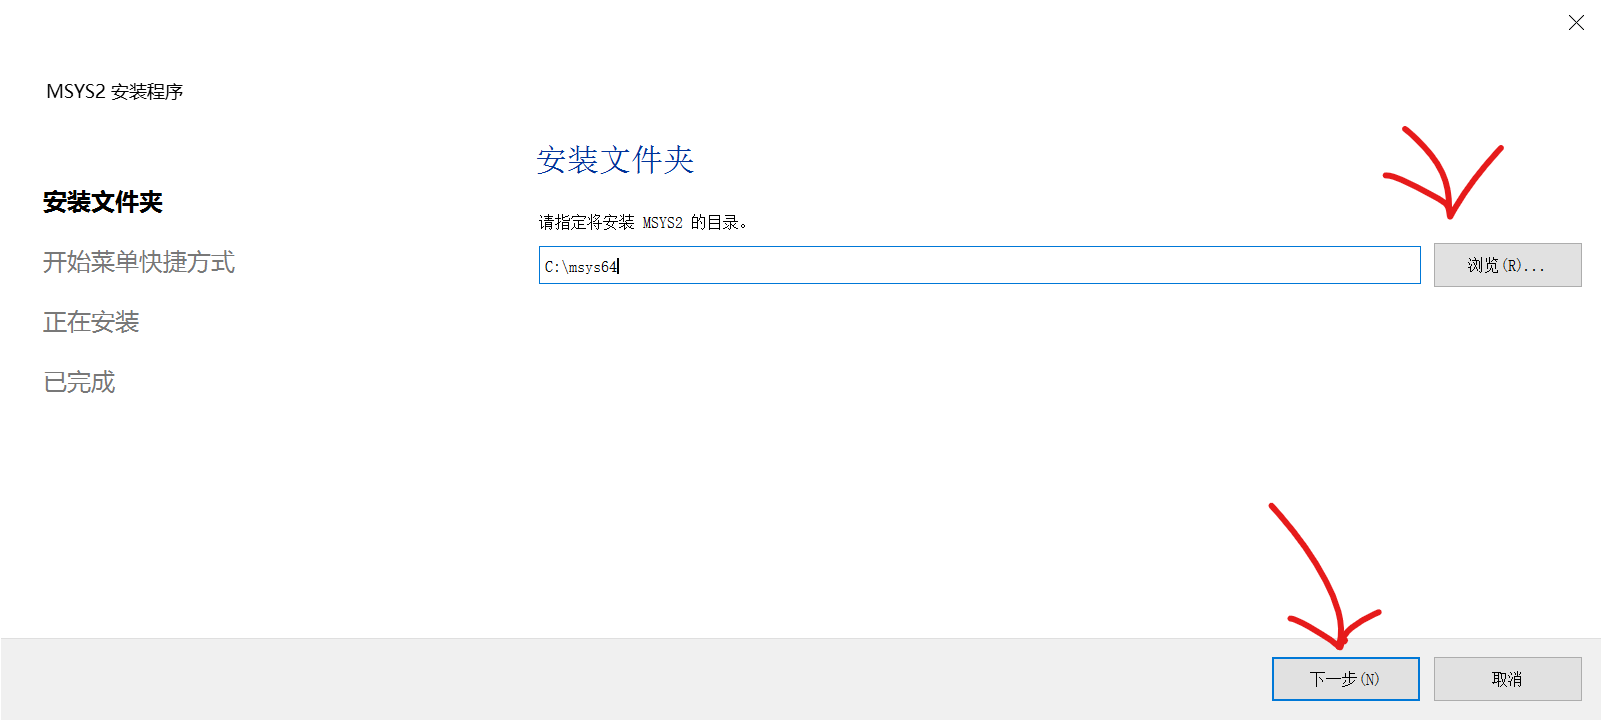 MSYS2 安装程序
安装文件夹
开始菜单快捷方式
正在安装
已完成
安装文件夹
请指定将安装 MSYS2 的目录。
C:\msys64
浏览(R)...
下一步(N)
取消